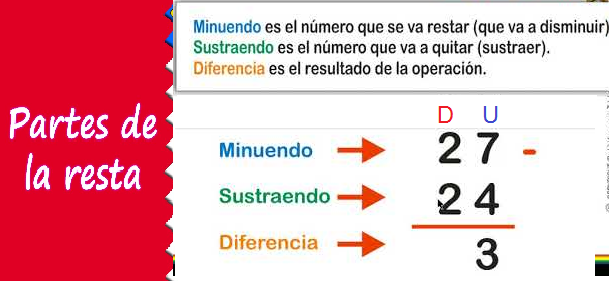 Minuendo es el número que se va restar (que va a disminuir)
Sustraendo es el número que va a quitar (sustraer).
Diferencia es el resultado de la operación.
Partes de
la resta
D U
Minuendo 27 -
Sustraendo 24
Diferencia 3